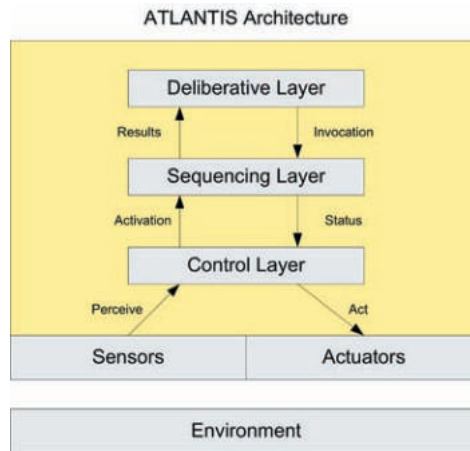 ATLANTIS Architecture
Deliberative Layer
Results
Invocation
Sequencing Layer
Activation
Status
Control Layer
Perceive
Act
Sensors
Actuators
Environment